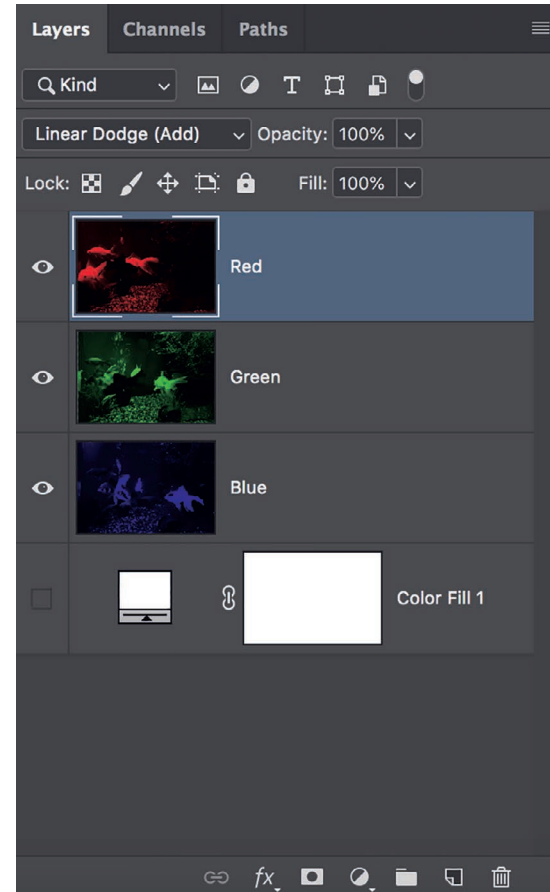 Layers Channels Paths
Kind T
Linear Dodge (Add) Opacity: 100%
Lock: Fill: 100%
Red
Green
Blue
Color Fill 1
fx